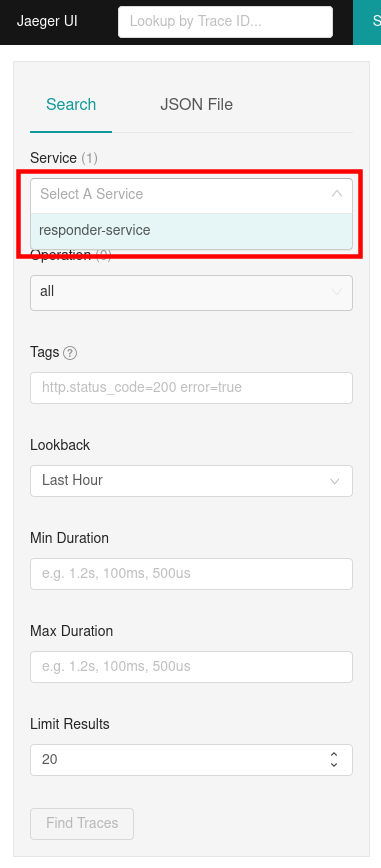 Jaeger UI
Lookup by Trace ID...
S
Search
JSON File
Service (1)
Select A Service
responder-service
Operation (0)
all
Tags ?
http.status_code=200 error=true
Lookback
Last Hour
Min Duration
e.g. 1.2s, 100ms, 500us
Max Duration
e.g. 1.2s, 100ms, 500us
Limit Results
20
Find Traces